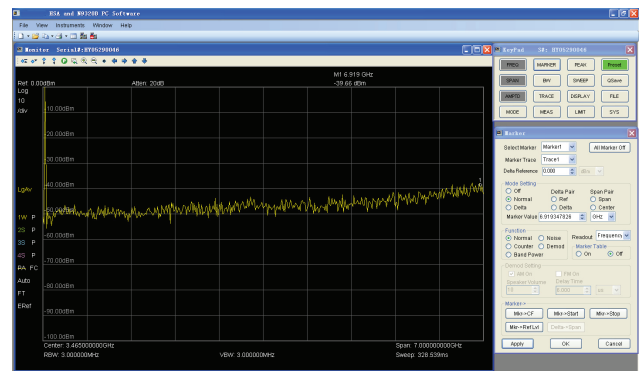 HSA and N9320B PC Software
File View Instruments Window Help
Monitor Serial#:HY05290046
M1 6.919 GHz
Ref 0.00dBm Atten: 20dB -39.66 dBm
Log
10
/div
-10.00dBm
-20.00dBm
-30.00dBm
LgAv
-40.00dBm
1
-50.00dBm
1W P
2S P
3S P
-60.00dBm
4S P
PA FC
-70.00dBm
Auto
-80.00dBm
FT
ERef
-90.00dBm
-100.0dBm
Center: 3.465000000GHz Span: 7.000000000GHz
RBW: 3.000000MHz VBW: 3.000000MHz Sweep: 328.539ms
KeyPad S#: HY05290046
FREQ MARKER PEAK Preset
SPAN BW SWEEP QSave
AMPTD TRACE DISPLAY FILE
MODE MEAS LIMIT SYS
Marker
Select Marker Marker1 All Marker Off
Marker Trace Trace1
Delta Reference 0.000 dBm
Mode Setting
Off Delta Pair Span Pair
Normal Ref Span
Delta Delta Center
Marker Value 6.919347826 GHz
Function
Normal Noise Readout Frequency
Counter Demod Marker Table
Band Power On Off
Demod Setting
AM On FM On
Speaker Volume Delay Time
Marker->
Mkr->CF Mkr->Start Mkr->Stop
Mkr->Ref Lvl Delta->Span
Apply OK Cancel